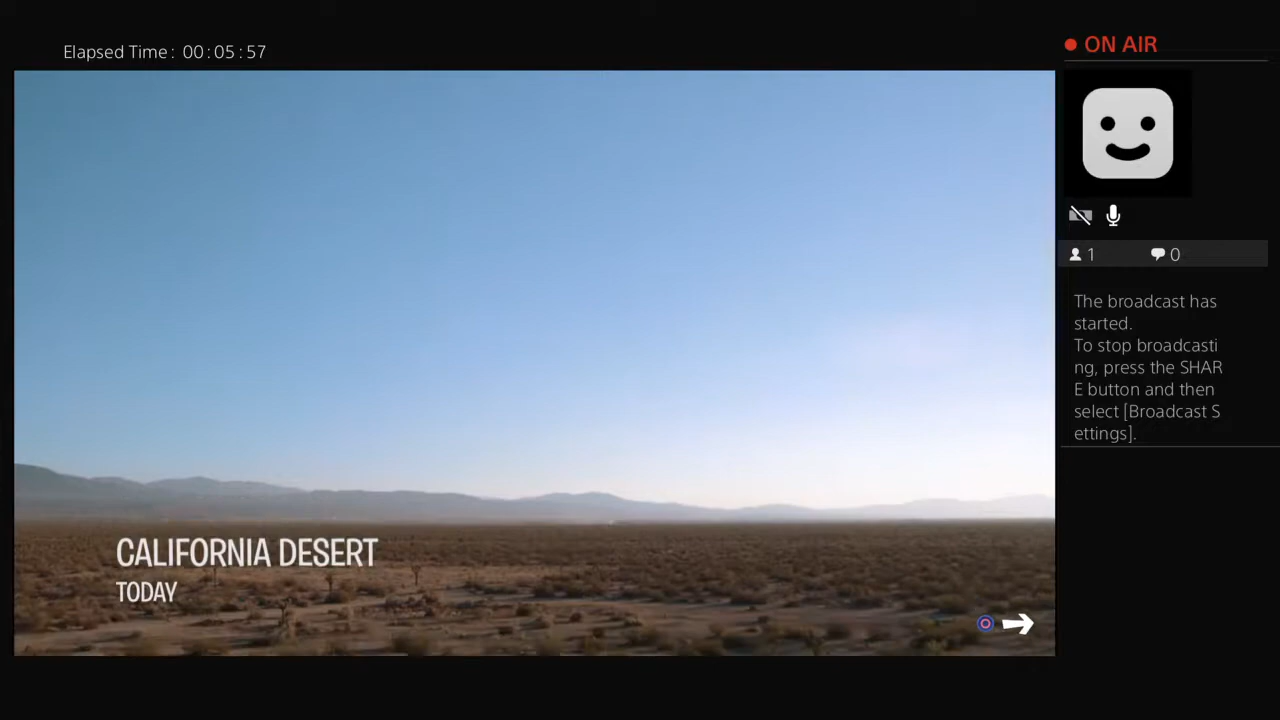 Elapsed Time: 00:05:57
ON AIR
1
0
The broadcast has
started.
To stop broadcasti
ng, press the SHAR
E button and then
select [Broadcast S
ettings].
CALIFORNIA DESERT
TODAY